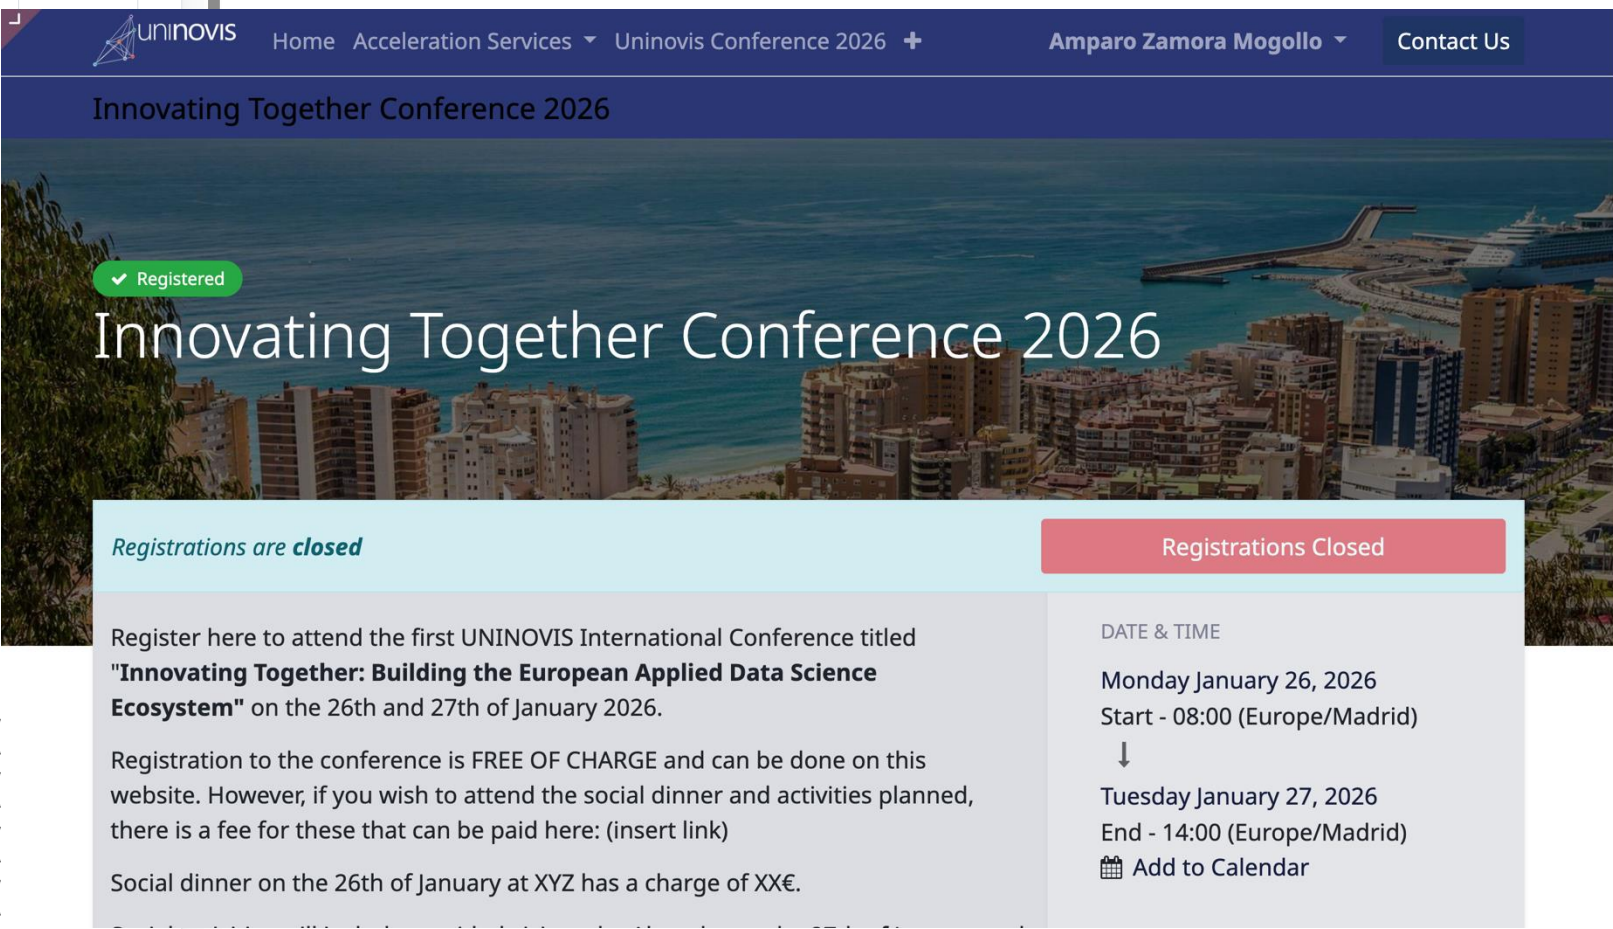 uninovis
Home Acceleration Services Uninovis Conference 2026 Amparo Zamora Mogollo Contact Us
Innovating Together Conference 2026
Registered
Innovating Together Conference 2026
Registrations are closed
Registrations Closed
Register here to attend the first UNINOVIS International Conference titled
"Innovating Together: Building the European Applied Data Science
Ecosystem" on the 26th and 27th of January 2026.
Registration to the conference is FREE OF CHARGE and can be done on this
website. However, if you wish to attend the social dinner and activities planned,
there is a fee for these that can be paid here: (insert link)
Social dinner on the 26th of January at XYZ has a charge of XX€.
DATE & TIME
Monday January 26, 2026
Start - 08:00 (Europe/Madrid)
Tuesday January 27, 2026
End - 14:00 (Europe/Madrid)
Add to Calendar